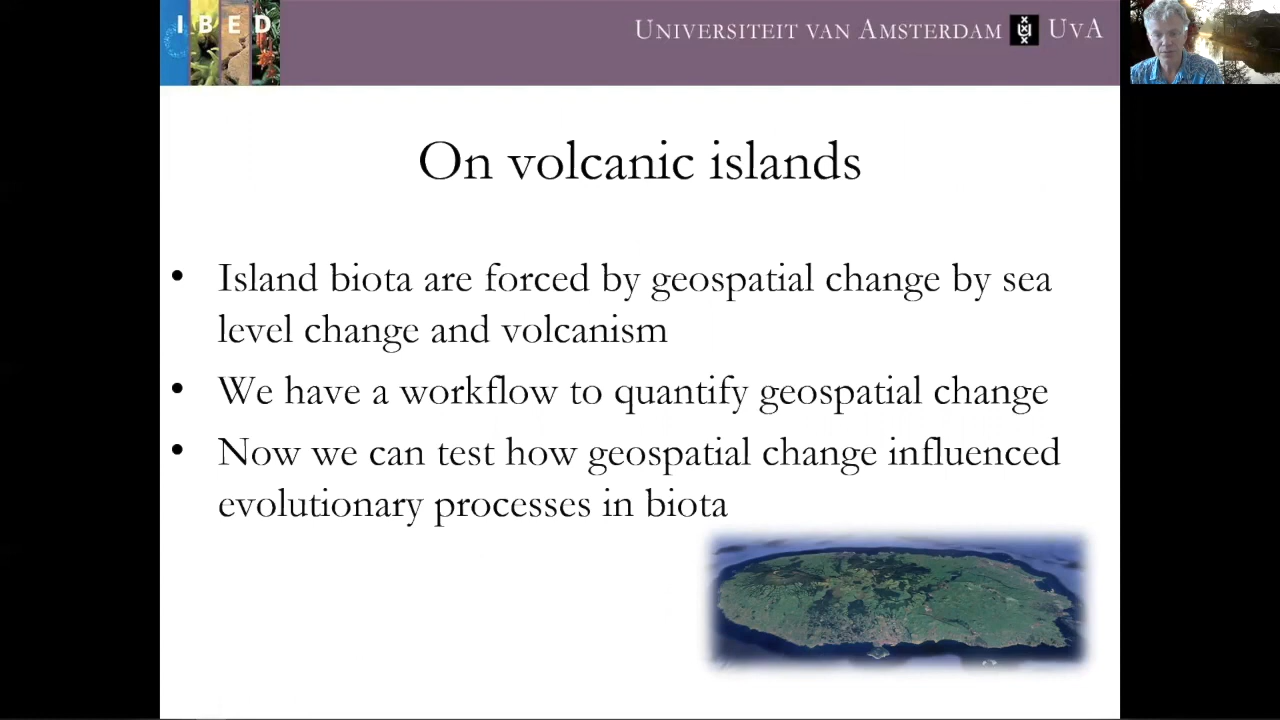 IBED
UNIVERSITEIT VAN AMSTERDAM UVA
On volcanic islands
• Island biota are forced by geospatial change by sea
level change and volcanism
• We have a workflow to quantify geospatial change
• Now we can test how geospatial change influenced
evolutionary processes in biota